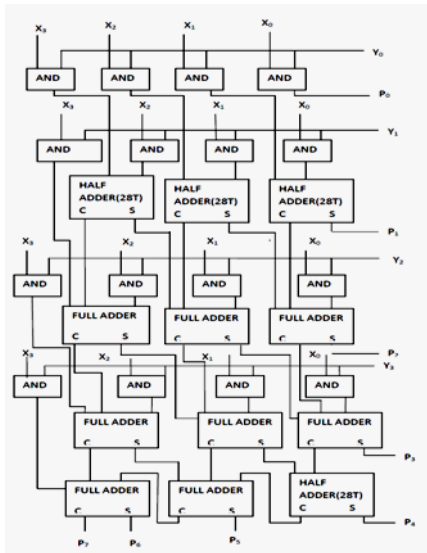 X3 X2 X1 X0
Y0
AND AND AND AND
P0
X3 X2 X1 X0
Y1
AND AND AND AND
HALF ADDER(28T) HALF ADDER(28T) HALF ADDER(28T)
C S C S C S
P1
X3 X2 X1 X0
Y2
AND AND AND AND
FULL ADDER FULL ADDER FULL ADDER
C S C S C S
X3 X2 X1 X0 P2
Y3
AND AND AND AND
FULL ADDER FULL ADDER FULL ADDER
C S C S C S
P3
FULL ADDER FULL ADDER HALF ADDER(28T)
C S C S C S
P4
P7 P6 P5